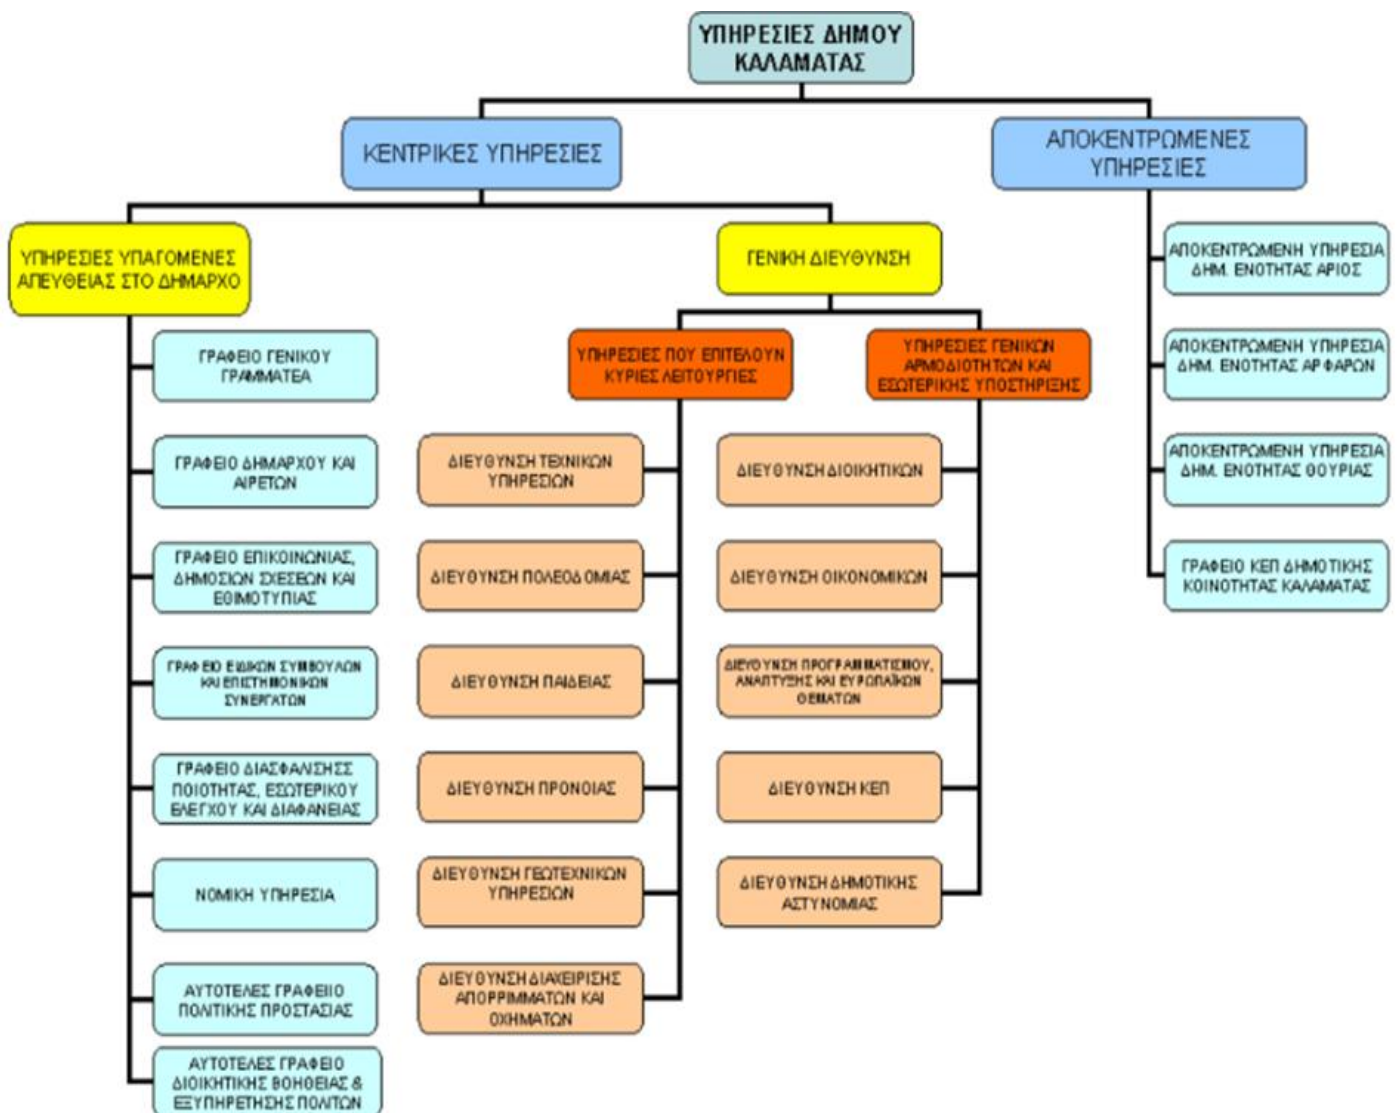 ΥΠΗΡΕΣΙΕΣ ΔΗΜΟΥ
ΚΑΛΑΜΑΤΑΣ
ΚΕΝΤΡΙΚΕΣ ΥΠΗΡΕΣΙΕΣ
ΑΠΟΚΕΝΤΡΩΜΕΝΕΣ
ΥΠΗΡΕΣΙΕΣ
ΥΠΗΡΕΣΙΕΣ ΥΠΑΓΟΜΕΝΕΣ
ΑΠΕΥΘΕΙΑΣ ΣΤΟ ΔΗΜΑΡΧΟ
ΓΡΑΦΕΙΟ ΓΕΝΙΚΟΥ
ΓΡΑΜΜΑΤΕΑ
ΓΡΑΦΕΙΟ ΔΗΜΑΡΧΟΥ ΚΑΙ
ΑΙΡΕΤΩΝ
ΓΡΑΦΕΙΟ ΕΠΙΚΟΙΝΩΝΙΑΣ,
ΔΗΜΟΣΙΩΝ ΣΧΕΣΕΩΝ ΚΑΙ
ΕΘΙΜΟΤΥΠΙΑΣ
ΓΡΑΦΕΙΟ ΕΙΔΙΚΩΝ ΣΥΜΒΟΥΛΩΝ
ΚΑΙ ΕΠΙΣΤΗΜΟΝΙΚΩΝ
ΣΥΝΕΡΓΑΤΩΝ
ΓΡΑΦΕΙΟ ΔΙΑΣΦΑΛΙΣΗΣΣ
ΠΟΙΟΤΗΤΑΣ, ΕΣΩΤΕΡΙΚΟΥ
ΕΛΕΓΧΟΥ ΚΑΙ ΔΙΑΦΑΝΕΙΑΣ
ΝΟΜΙΚΗ ΥΠΗΡΕΣΙΑ
ΑΥΤΟΤΕΛΕΣ ΓΡΑΦΕΙΙΟ
ΠΟΛΙΤΙΚΗΣ ΠΡΟΣΤΑΣΙΑΣ
ΑΥΤΟΤΕΛΕΣ ΓΡΑΦΕΙΟ
ΔΙΟΙΚΗΤΙΚΗΣ ΒΟΗΘΕΙΑΣ &
ΕΞΥΠΗΡΕΤΗΣΗΣ ΠΟΛΙΤΩΝ
ΓΕΝΙΚΗ ΔΙΕΥΘΥΝΣΗ
ΥΠΗΡΕΣΙΕΣ ΠΟΥ ΕΠΙΤΕΛΟΥΝ
ΚΥΡΙΕΣ ΛΕΙΤΟΥΡΓΙΕΣ
ΔΙΕΥΘΥΝΣΗ ΤΕΧΝΙΚΩΝ
ΥΠΗΡΕΣΙΩΝ
ΔΙΕΥΘΥΝΣΗ ΠΟΛΕΟΔΟΜΙΑΣ
ΔΙΕΥΘΥΝΣΗ ΠΑΙΔΕΙΑΣ
ΔΙΕΥΘΥΝΣΗ ΠΡΟΝΟΙΑΣ
ΔΙΕΥΘΥΝΣΗ ΓΕΩΤΕΧΝΙΚΩΝ
ΥΠΗΡΕΣΙΩΝ
ΔΙΕΥΘΥΝΣΗ ΔΙΑΧΕΙΡΙΣΗΣ
ΑΠΟΡΡΙΜΜΑΤΩΝ ΚΑΙ
ΟΧΗΜΑΤΩΝ
ΥΠΗΡΕΣΙΕΣ ΓΕΝΙΚΩΝ
ΑΡΜΟΔΙΟΤΗΤΩΝ ΚΑΙ
ΕΣΩΤΕΡΙΚΗΣ ΥΠΟΣΤΗΡΙΞΗΣ
ΔΙΕΥΘΥΝΣΗ ΔΙΟΙΚΗΤΙΚΩΝ
ΔΙΕΥΘΥΝΣΗ ΟΙΚΟΝΟΜΙΚΩΝ
ΔΙΕΥΘΥΝΣΗ ΠΡΟΓΡΑΜΜΑΤΙΣΜΟΥ,
ΑΝΑΠΤΥΞΗΣ ΚΑΙ ΕΥΡΩΠΑΪΚΩΝ
ΘΕΜΑΤΩΝ
ΔΙΕΥΘΥΝΣΗ ΚΕΠ
ΔΙΕΥΘΥΝΣΗ ΔΗΜΟΤΙΚΗΣ
ΑΣΤΥΝΟΜΙΑΣ
ΑΠΟΚΕΝΤΡΩΜΕΝΗ ΥΠΗΡΕΣΙΑ
ΔΗΜ. ΕΝΟΤΗΤΑΣ ΑΡΙΟΣ
ΑΠΟΚΕΝΤΡΩΜΕΝΗ ΥΠΗΡΕΣΙΑ
ΔΗΜ. ΕΝΟΤΗΤΑΣ ΑΡΦΑΡΩΝ
ΑΠΟΚΕΝΤΡΩΜΕΝΗ ΥΠΗΡΕΣΙΑ
ΔΗΜ. ΕΝΟΤΗΤΑΣ ΘΟΥΡΙΑΣ
ΓΡΑΦΕΙΟ ΚΕΠ ΔΗΜΟΤΙΚΗΣ
ΚΟΙΝΟΤΗΤΑΣ ΚΑΛΑΜΑΤΑΣ